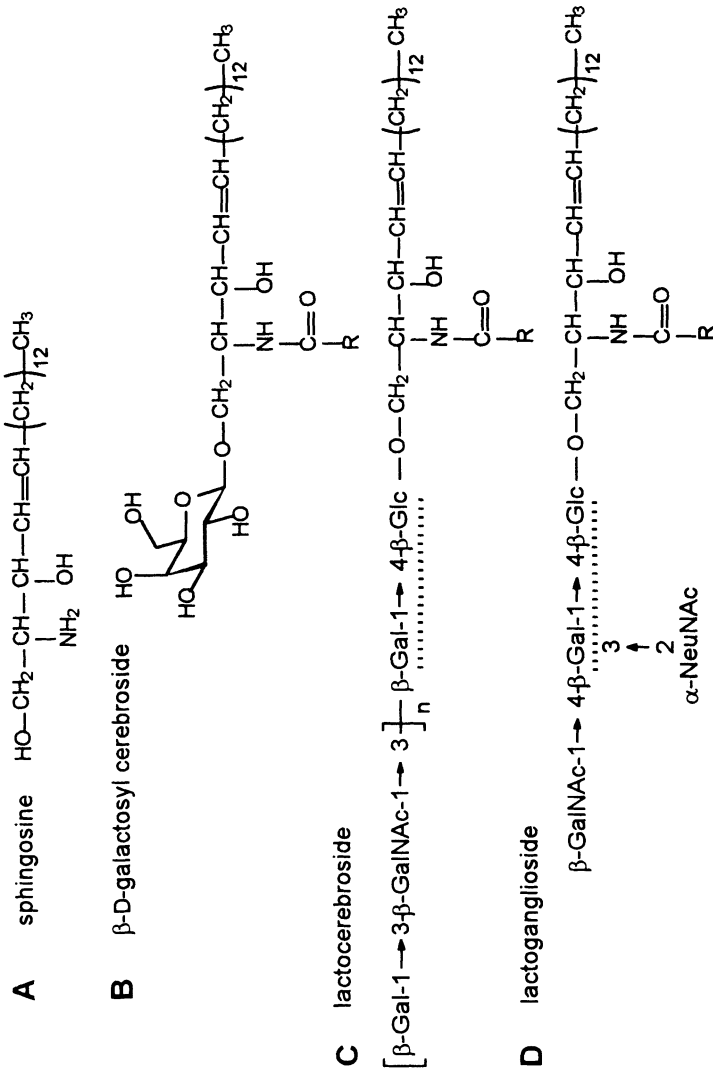 A sphingosine
HO—CH2—CH—CH—CH=CH—(CH2)12—CH3
NH2 OH
B β-D-galactosyl cerebroside
HO OH
O
HO
HO
O—CH2—CH—CH—CH=CH—(CH2)12—CH3
NH OH
C=O
R
C lactocerebroside
[β-Gal-1→3-β-GalNAc-1→3]n—β-Gal-1→4-β-Glc—O—CH2—CH—CH—CH=CH—(CH2)12—CH3
NH OH
C=O
R
D lactoganglioside
β-GalNAc-1→4-β-Gal-1→4-β-Glc—O—CH2—CH—CH—CH=CH—(CH2)12—CH3
3 NH OH
↑ C=O
2 R
α-NeuNAc